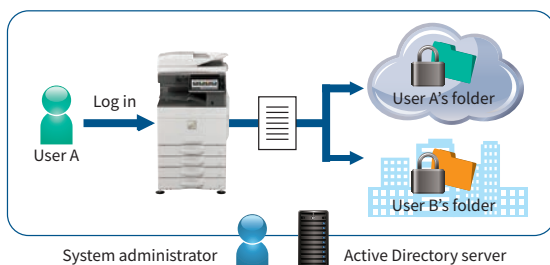 Log in
User A
User A's folder
User B's folder
System administrator
Active Directory server